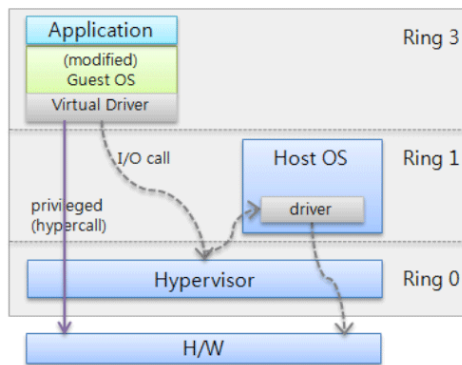 Application
Ring 3
(modified)
Guest OS
Virtual Driver
I/O call
Host OS
Ring 1
privileged
(hypercall)
driver
Hypervisor
Ring 0
H/W